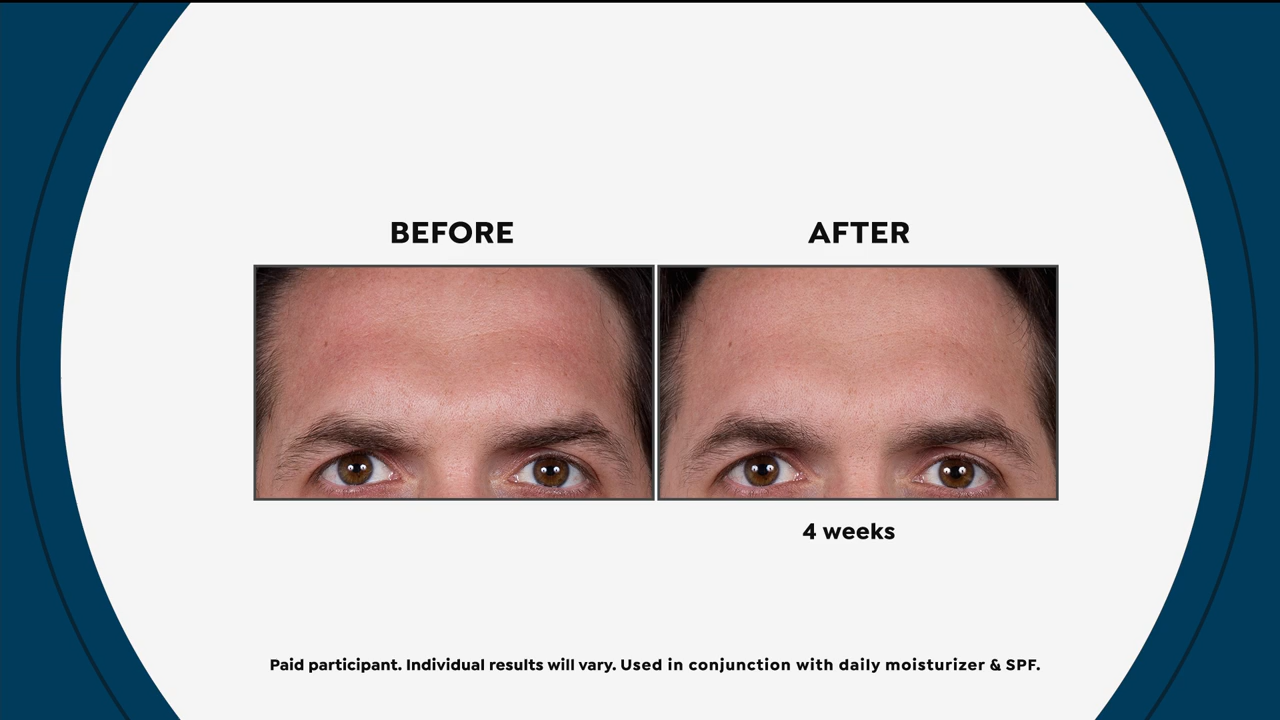 BEFORE AFTER
4 weeks
Paid participant. Individual results will vary. Used in conjunction with daily moisturizer & SPF.